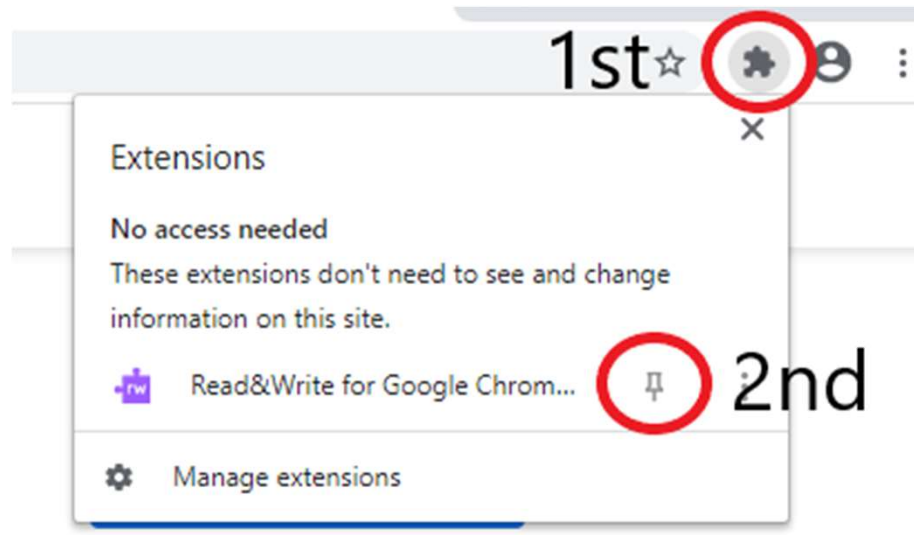 1st
Extensions
No access needed
These extensions don't need to see and change
information on this site.
rw Read&Write for Google Chrom...
2nd
Manage extensions